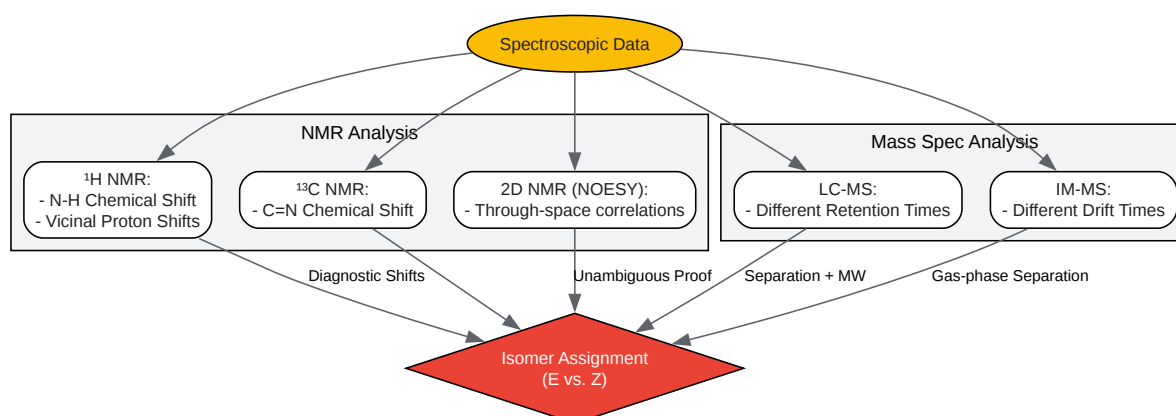 Spectroscopic Data
NMR Analysis
Mass Spec Analysis
¹H NMR:
- N-H Chemical Shift
- Vicinal Proton Shifts
¹³C NMR:
- C=N Chemical Shift
2D NMR (NOESY):
- Through-space correlations
LC-MS:
- Different Retention Times
IM-MS:
- Different Drift Times
Diagnostic Shifts
Unambiguous Proof
Separation + MW
Gas-phase Separation
Isomer Assignment
(E vs. Z)